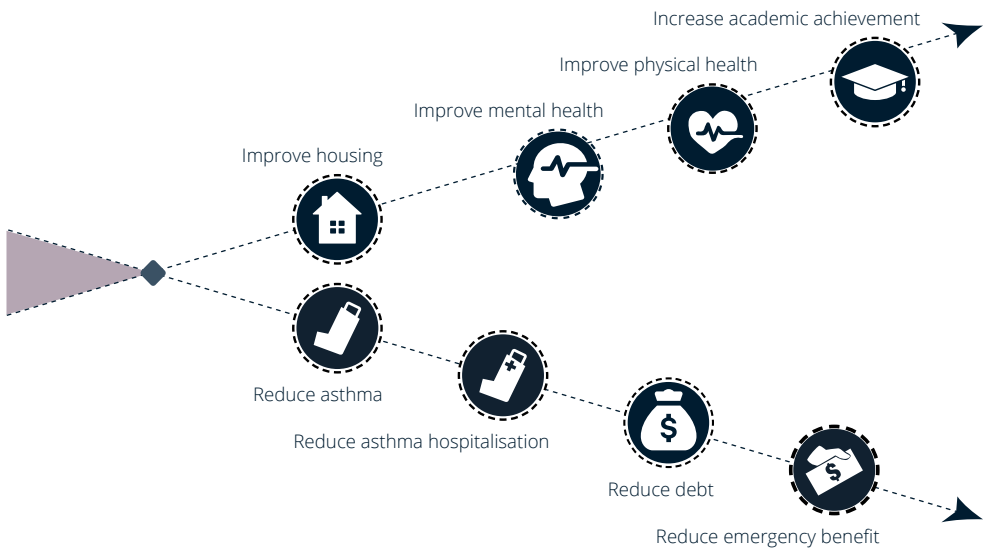 Increase academic achievement
Improve physical health
Improve mental health
Improve housing
Reduce asthma
Reduce asthma hospitalisation
$
Reduce debt
$
Reduce emergency benefit